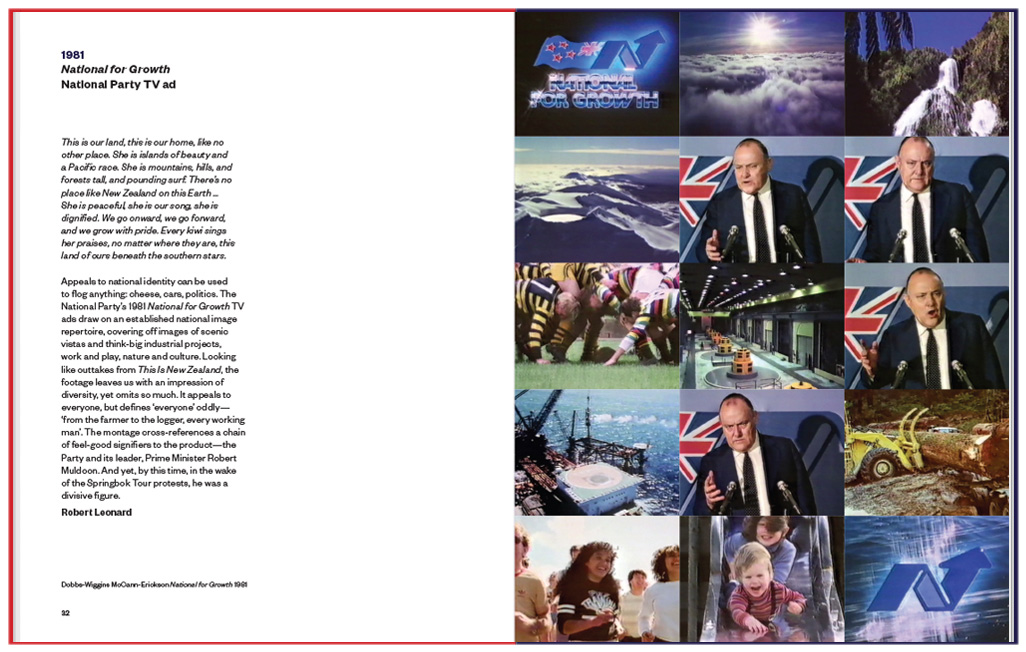 1981
National for Growth
National Party TV ad
This is our land, this is our home, like no
other place. She is islands of beauty and
a Pacific race. She is mountains, hills, and
forests tall, and pounding surf. There's no
place like New Zealand on this Earth ...
She is peaceful, she is our song, she is
dignified. We go onward, we go forward,
and we grow with pride. Every kiwi sings
her praises, no matter where they are, this
land of ours beneath the southern stars.
Appeals to national identity can be used
to flog anything: cheese, cars, politics. The
National Party's 1981 National for Growth TV
ads draw on an established national image
repertoire, covering off images of scenic
vistas and think-big industrial projects,
work and play, nature and culture. Looking
like outtakes from This Is New Zealand, the
footage leaves us with an impression of
diversity, yet omits so much. It appeals to
everyone, but defines 'everyone' oddly—
'from the farmer to the logger, every working
man'. The montage cross-references a chain
of feel-good signifiers to the product—the
Party and its leader, Prime Minister Robert
Muldoon. And yet, by this time, in the wake
of the Springbok Tour protests, he was a
divisive figure.
Robert Leonard
Dobbs-Wiggins McCann-Erickson National for Growth 1981
32
NATIONAL
FOR GROWTH